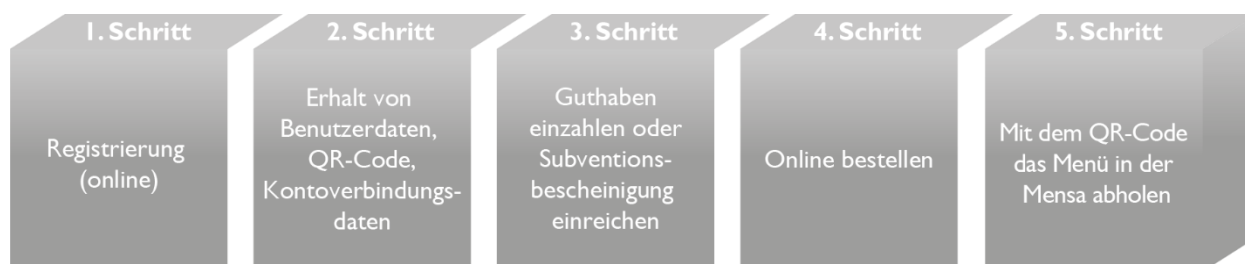 1. Schritt
Registrierung
(online)
2. Schritt
Erhalt von
Benutzerdaten,
QR-Code,
Kontoverbindungs-
daten
3. Schritt
Guthaben
einzahlen oder
Subventions-
bescheinigung
einreichen
4. Schritt
Online bestellen
5. Schritt
Mit dem QR-Code
das Menü in der
Mensa abholen